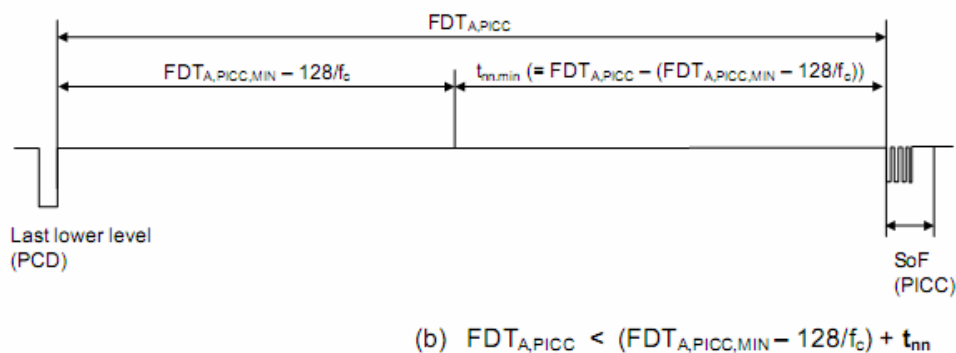 FDTA,PICC
FDTA,PICC,MIN – 128/fc
tnn.min (= FDTA,PICC – (FDTA,PICC,MIN – 128/fc))
Last lower level
(PCD)
SoF
(PICC)
(b) FDTA,PICC < (FDTA,PICC,MIN – 128/fc) + tnn